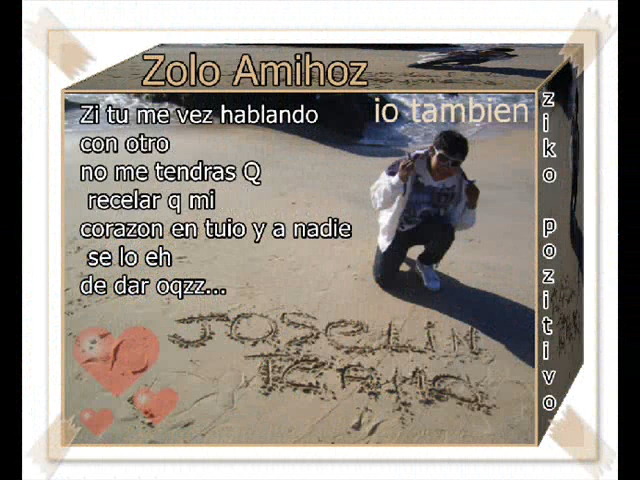 Zolo Amihoz
io tambien
Zi tu me vez hablando
con otro
no me tendras Q
recelar q mi
corazon en tuio y a nadie
se lo eh
de dar oqzz...
ziko pozitivo
JOSELIN